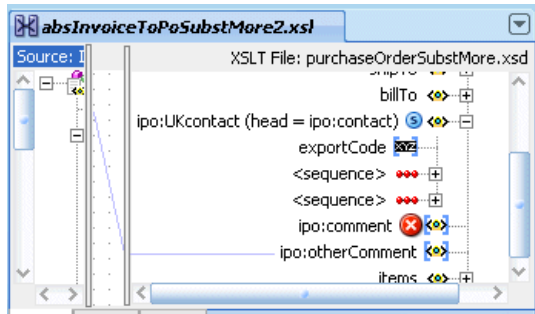 absInvoiceToPoSubstMore2.xsl
Source: I
XSLT File: purchaseOrderSubstMore.xsd
shipTo
billTo
ipo:UKcontact (head = ipo:contact)
exportCode
<sequence>
<sequence>
ipo:comment
ipo:otherComment
items